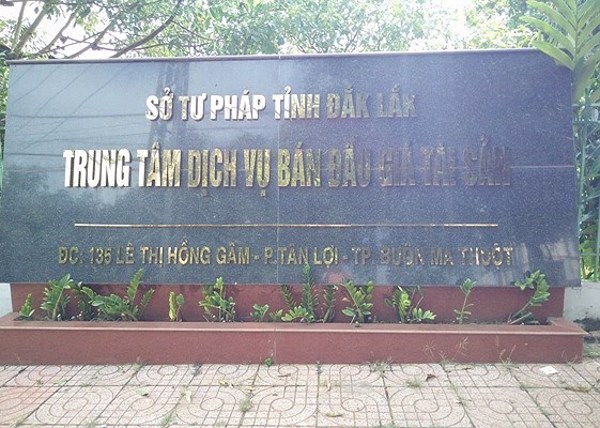 SỞ TƯ PHÁP TỈNH ĐẮK LẮK
TRUNG TÂM DỊCH VỤ BÁN ĐẤU GIÁ TÀI SẢN
ĐC. 135 LÊ THỊ HỒNG GẤM - P.TÂN LỢI - TP. BUÔN MA THUỘT